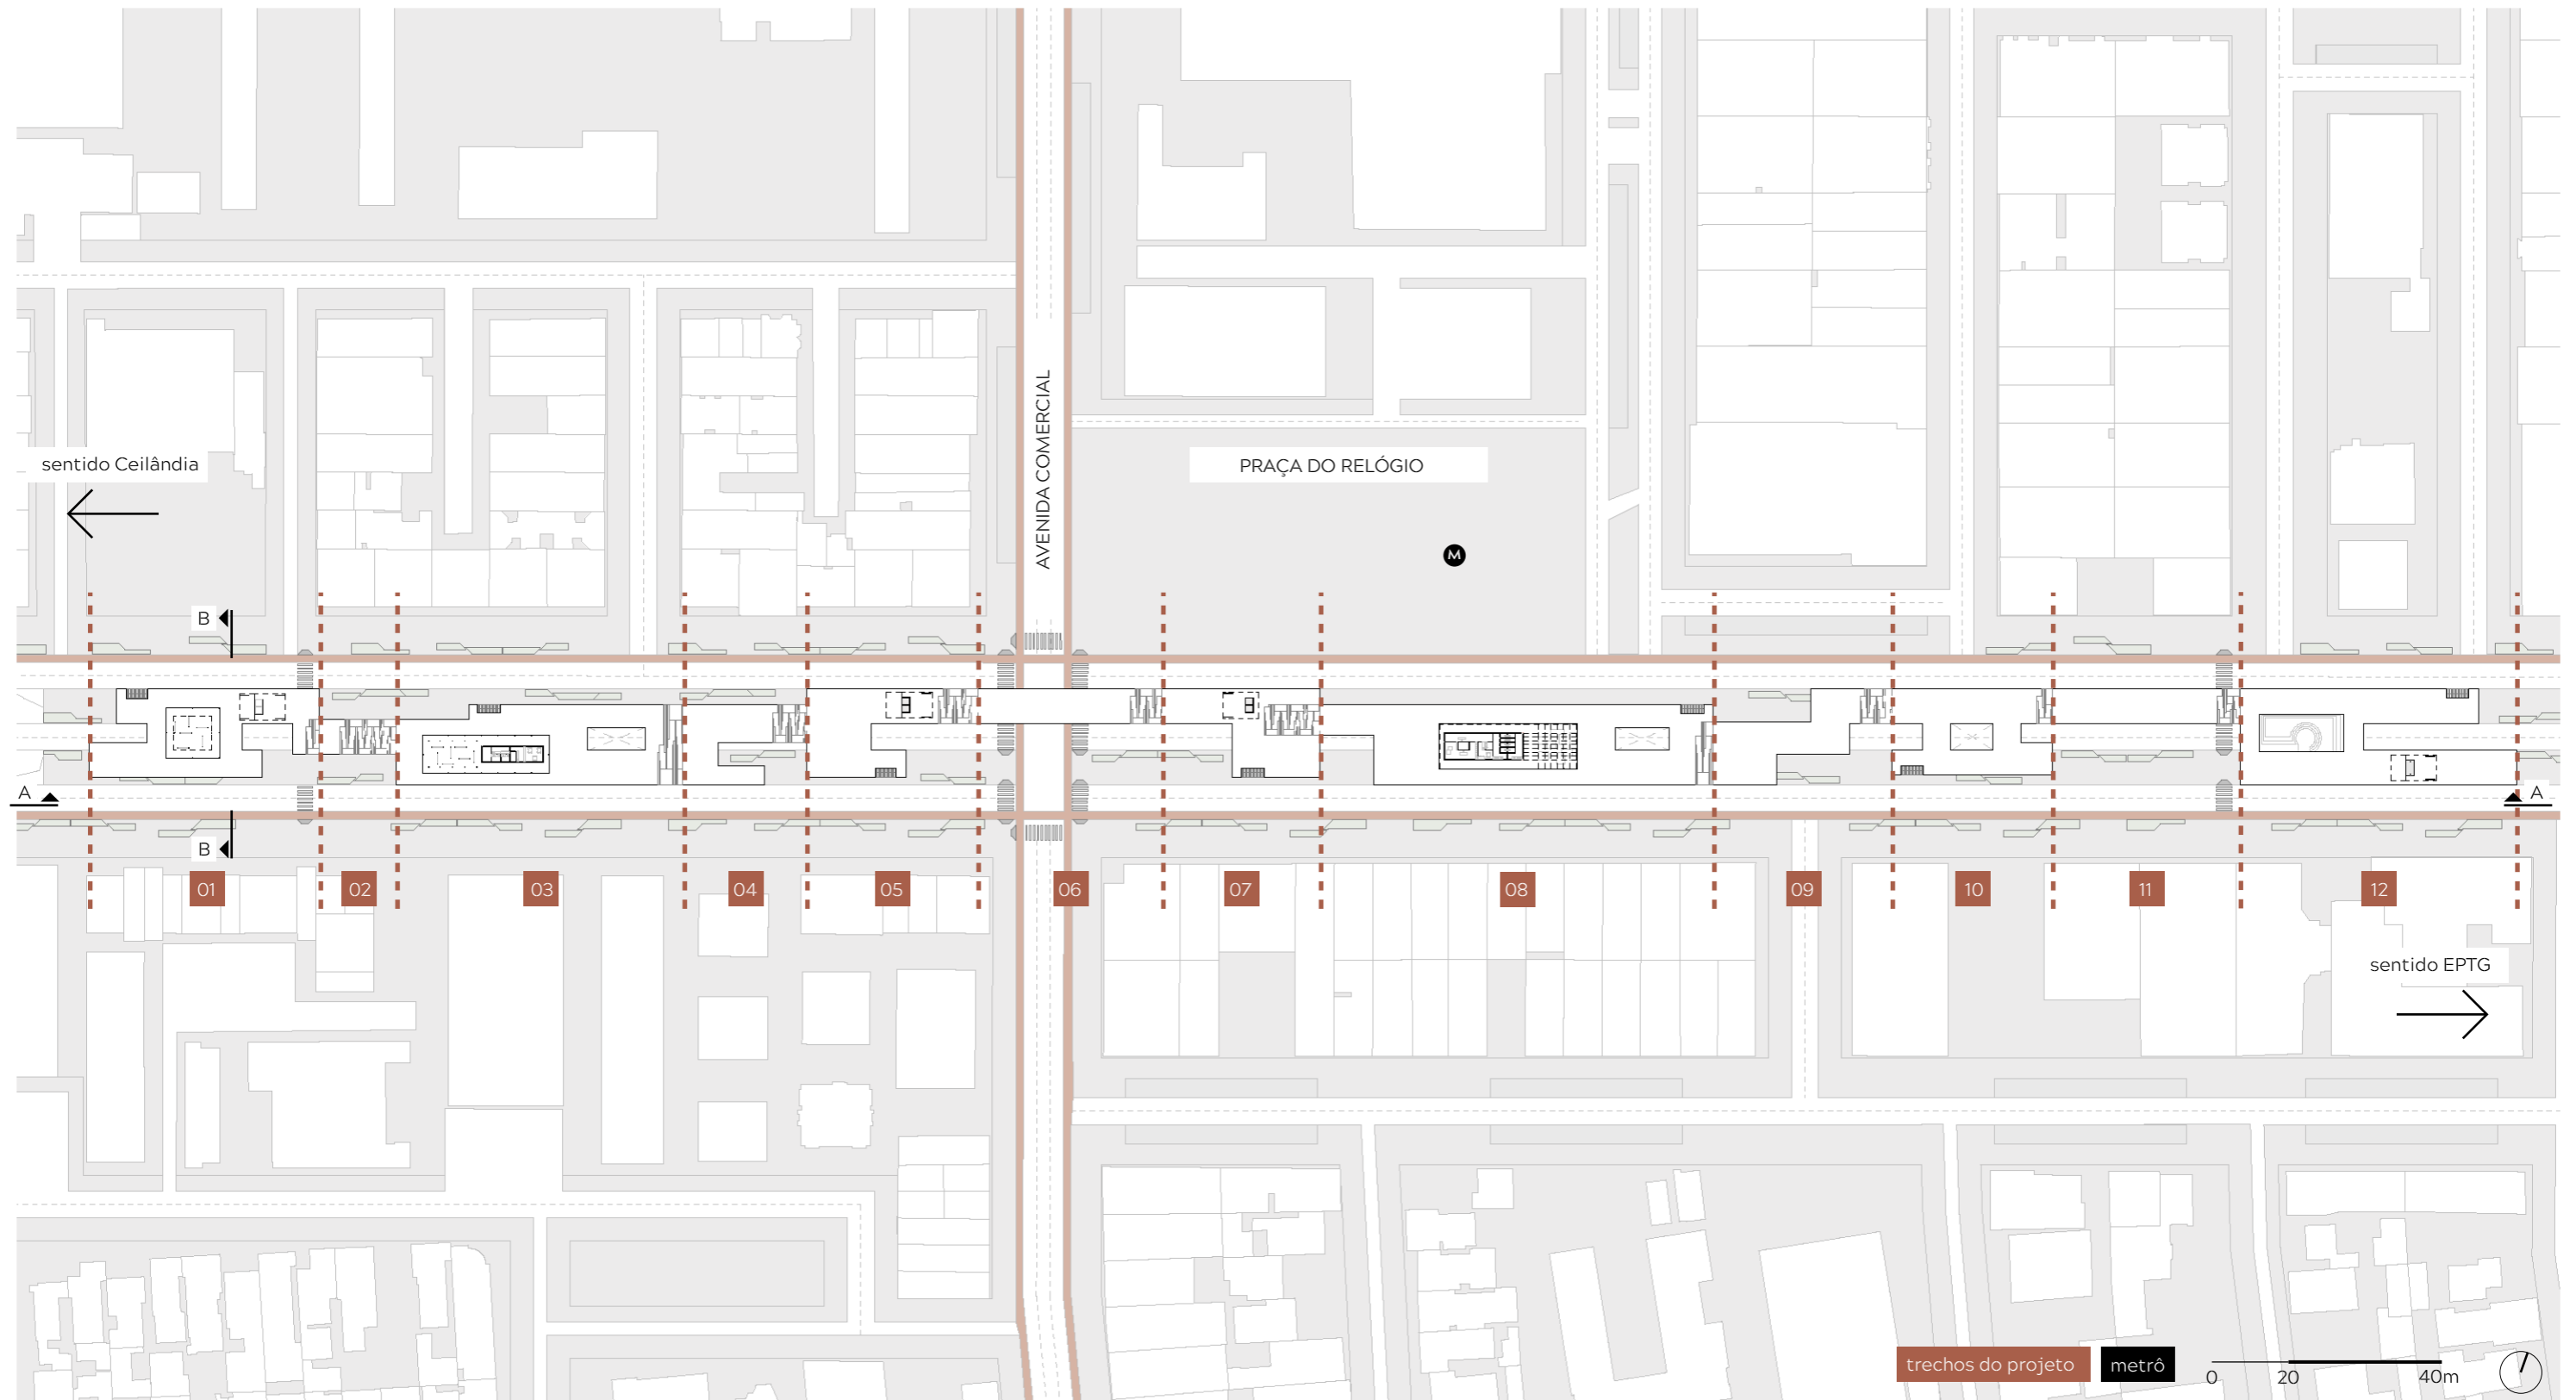 AVENIDA COMERCIAL
sentido Ceilândia
PRAÇA DO RELÓGIO
M
B
A
A
B
01
02
03
04
05
06
07
08
09
10
11
12
sentido EPTG
trechos do projeto
metrô
0
20
40m